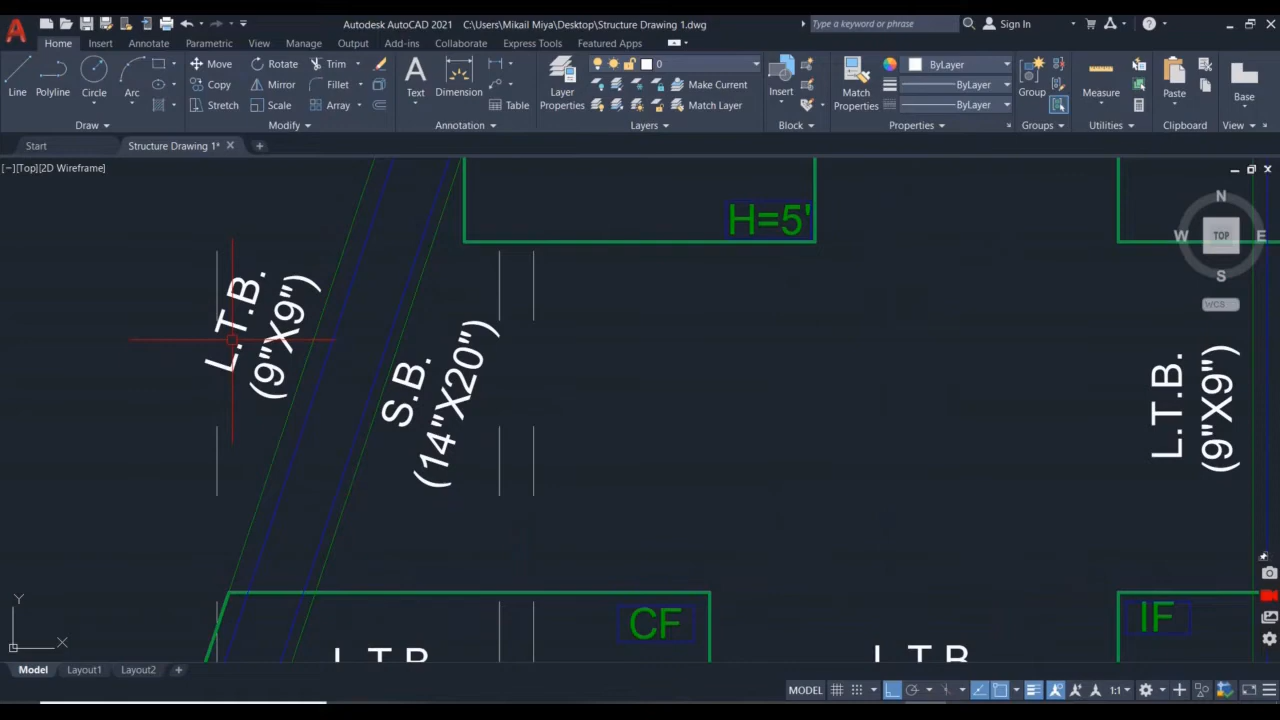 Autodesk AutoCAD 2021 C:\Users\Mikail Miya\Desktop\Structure Drawing 1.dwg
Type a keyword or phrase
Sign In
Home Insert Annotate Parametric View Manage Output Add-ins Collaborate Express Tools Featured Apps
Line
Polyline
Circle
Arc
Draw
Move
Copy
Stretch
Rotate
Mirror
Scale
Trim
Fillet
Array
Modify
Text
Dimension
Table
Annotation
Layer
Properties
0
Make Current
Match Layer
Layers
Insert
Block
Match
Properties
ByLayer
ByLayer
ByLayer
Properties
Group
Groups
Measure
Utilities
Paste
Clipboard
Base
View
Start
Structure Drawing 1*
[−][Top][2D Wireframe]
H=5'
N
W
TOP
E
S
WCS
L.T.B.
(9"X9")
S.B.
(14"X20")
L.T.B.
(9"X9")
CF
IF
L.T.B.
L.T.B.
Y
X
Model Layout1 Layout2
MODEL
1:1